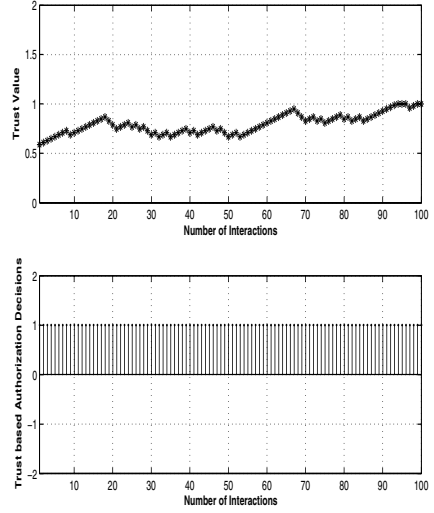 2
1.5
1
0.5
0
Trust Value
10 20 30 40 50 60 70 80 90 100
Number of Interactions
2
1
0
−1
−2
Trust based Authorization Decisions
10 20 30 40 50 60 70 80 90 100
Number of Interactions